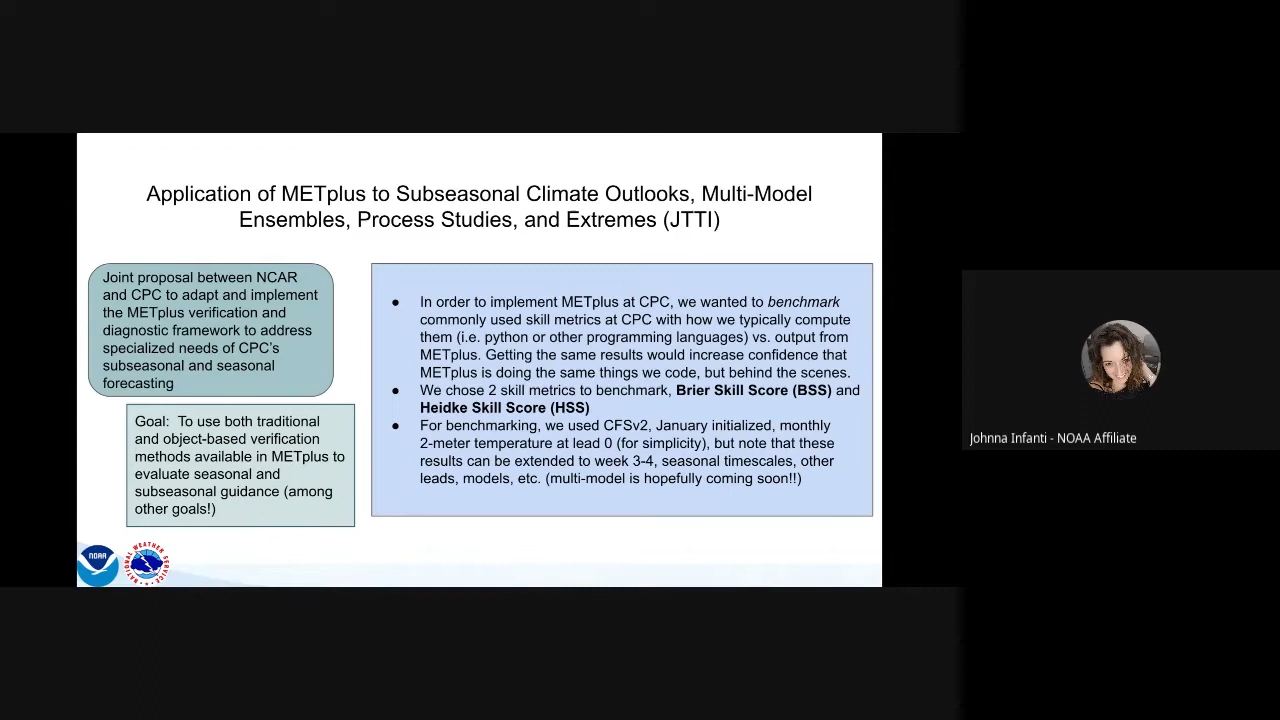 Application of METplus to Subseasonal Climate Outlooks, Multi-Model
Ensembles, Process Studies, and Extremes (JTTI)
Joint proposal between NCAR
and CPC to adapt and implement
the METplus verification and
diagnostic framework to address
specialized needs of CPC's
subseasonal and seasonal
forecasting
Goal:  To use both traditional
and object-based verification
methods available in METplus to
evaluate seasonal and
subseasonal guidance (among
other goals!)
● In order to implement METplus at CPC, we wanted to benchmark
commonly used skill metrics at CPC with how we typically compute
them (i.e. python or other programming languages) vs. output from
METplus. Getting the same results would increase confidence that
METplus is doing the same things we code, but behind the scenes.
● We chose 2 skill metrics to benchmark, Brier Skill Score (BSS) and
Heidke Skill Score (HSS)
● For benchmarking, we used CFSv2, January initialized, monthly
2-meter temperature at lead 0 (for simplicity), but note that these
results can be extended to week 3-4, seasonal timescales, other
leads, models, etc. (multi-model is hopefully coming soon!!)
NOAA
NATIONAL WEATHER SERVICE
Johnna Infanti - NOAA Affiliate